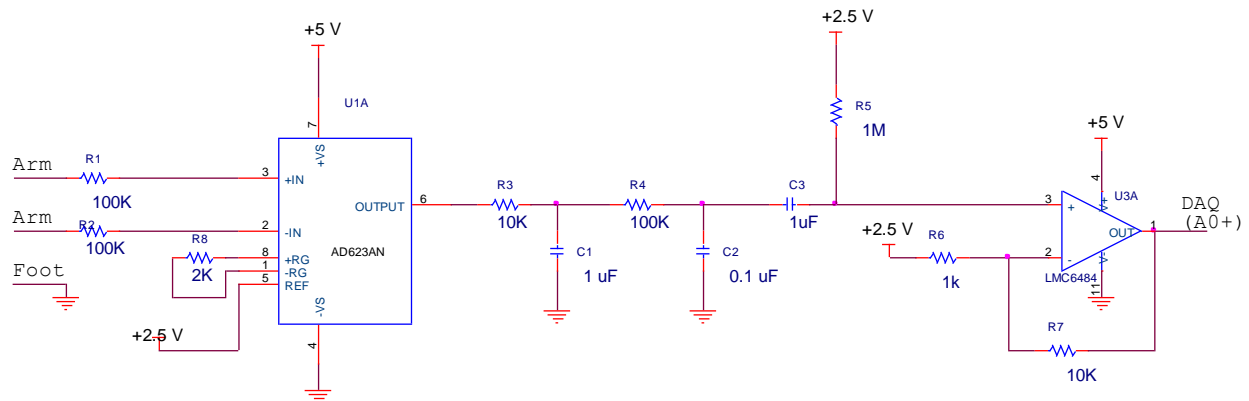 +5 V
+2.5 V
U1A
R5
1M
+5 V
7
+VS
Arm
R1
3
+IN
100K
OUTPUT
6
R3
10K
R4
100K
C3
1uF
3
+
4
V+
U3A
1
OUT
DAQ
(A0+)
Arm
R2
100K
2
-IN
AD623AN
+2.5 V
R6
1k
2
-
V-
11
LMC6484
R8
2K
8
+RG
1
-RG
5
REF
Foot
C1
1 uF
C2
0.1 uF
-VS
4
+2.5 V
R7
10K